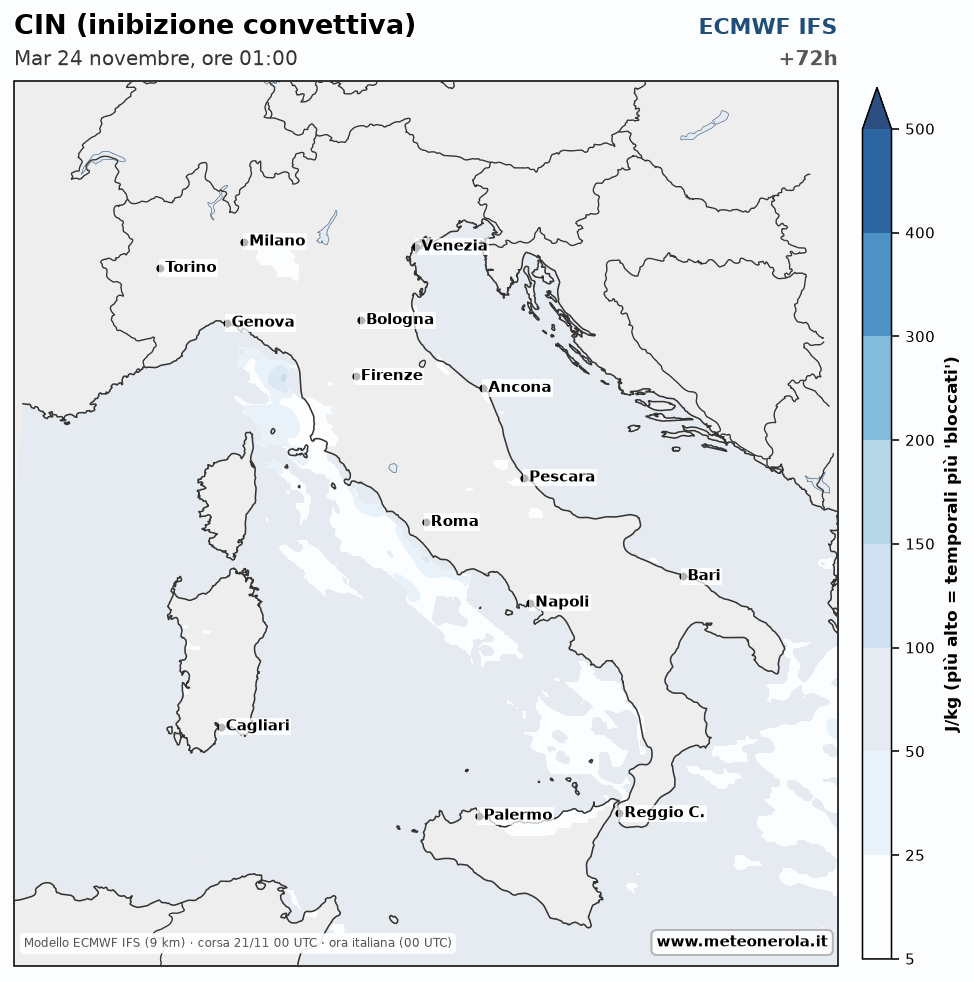 CIN (inibizione convettiva)
ECMWF IFS
Mar 24 novembre, ore 01:00
+72h
Milano
Venezia
Torino
Genova
Bologna
Firenze
Ancona
Pescara
Roma
Bari
Napoli
Cagliari
Palermo
Reggio C.
Modello ECMWF IFS (9 km) · corsa 21/11 00 UTC · ora italiana (00 UTC)
www.meteonerola.it
500
400
300
200
150
100
50
25
5
J/kg (più alto = temporali più 'bloccati')